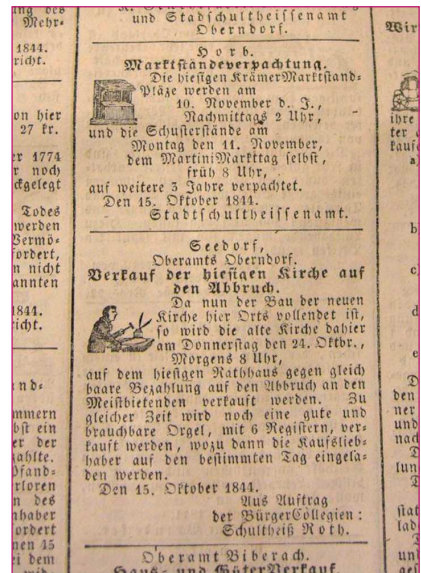 und Stadschultheissenamt
Oberndorf.
Horb.
Marktständeverpachtung.
Die hiesigen KrämerMarktstand-
Pläze werden am
10. November d. J.,
Nachmittags 2 Uhr,
und die Schusterstände am
Montag den 11. November,
dem MartiniMarkttag selbst,
früh 8 Uhr,
auf weitere 3 Jahre verpachtet.
Den 15. Oktober 1844.
Stadtschultheissenamt.
Seedorf,
Oberamts Oberndorf.
Verkauf der hiesigen Kirche auf
den Abbruch.
Da nun der Bau der neuen
Kirche hier Orts vollendet ist,
so wird die alte Kirche dahier
am Donnerstag den 24. Oktbr.,
Morgens 8 Uhr,
auf dem hiesigen Rathhaus gegen gleich
baare Bezahlung auf den Abbruch an den
Meistbietenden verkauft werden. Zu
gleicher Zeit wird noch eine gute und
brauchbare Orgel, mit 6 Registern, ver-
kauft werden, wozu dann die Kaufslieb-
haber auf den bestimmten Tag eingela-
den werden.
Den 15. Oktober 1844.
Aus Auftrag
der BürgerCollegien:
Schultheiß Roth.
Oberamt Biberach.
Haus- und GüterVerkauf.